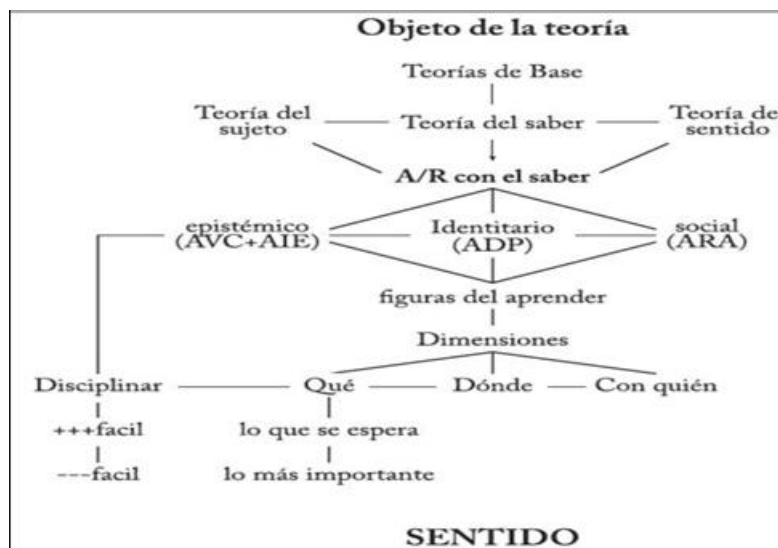 Objeto de la teoría
Teorías de Base
Teoría del sujeto
Teoría del saber
Teoría de sentido
A/R con el saber
epistémico
(AVC+AIE)
Identitario
(ADP)
social
(ARA)
figuras del aprender
Dimensiones
Disciplinar
Qué
Dónde
Con quién
+++facil
lo que se espera
---facil
lo más importante
SENTIDO